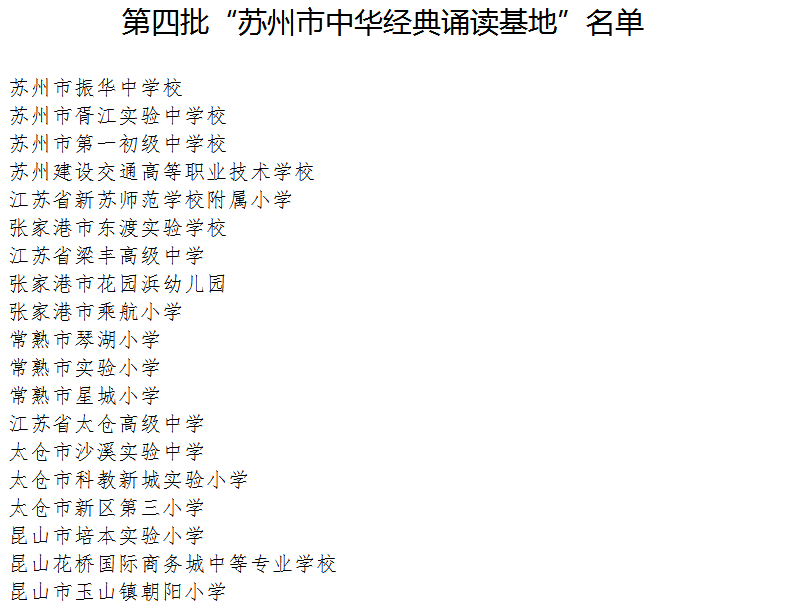 第四批“苏州市中华经典诵读基地”名单
苏州市振华中学校
苏州市胥江实验中学校
苏州市第一初级中学校
苏州建设交通高等职业技术学校
江苏省新苏师范学校附属小学
张家港市东渡实验学校
江苏省梁丰高级中学
张家港市花园浜幼儿园
张家港市乘航小学
常熟市琴湖小学
常熟市实验小学
常熟市星城小学
江苏省太仓高级中学
太仓市沙溪实验中学
太仓市科教新城实验小学
太仓市新区第三小学
昆山市培本实验小学
昆山花桥国际商务城中等专业学校
昆山市玉山镇朝阳小学